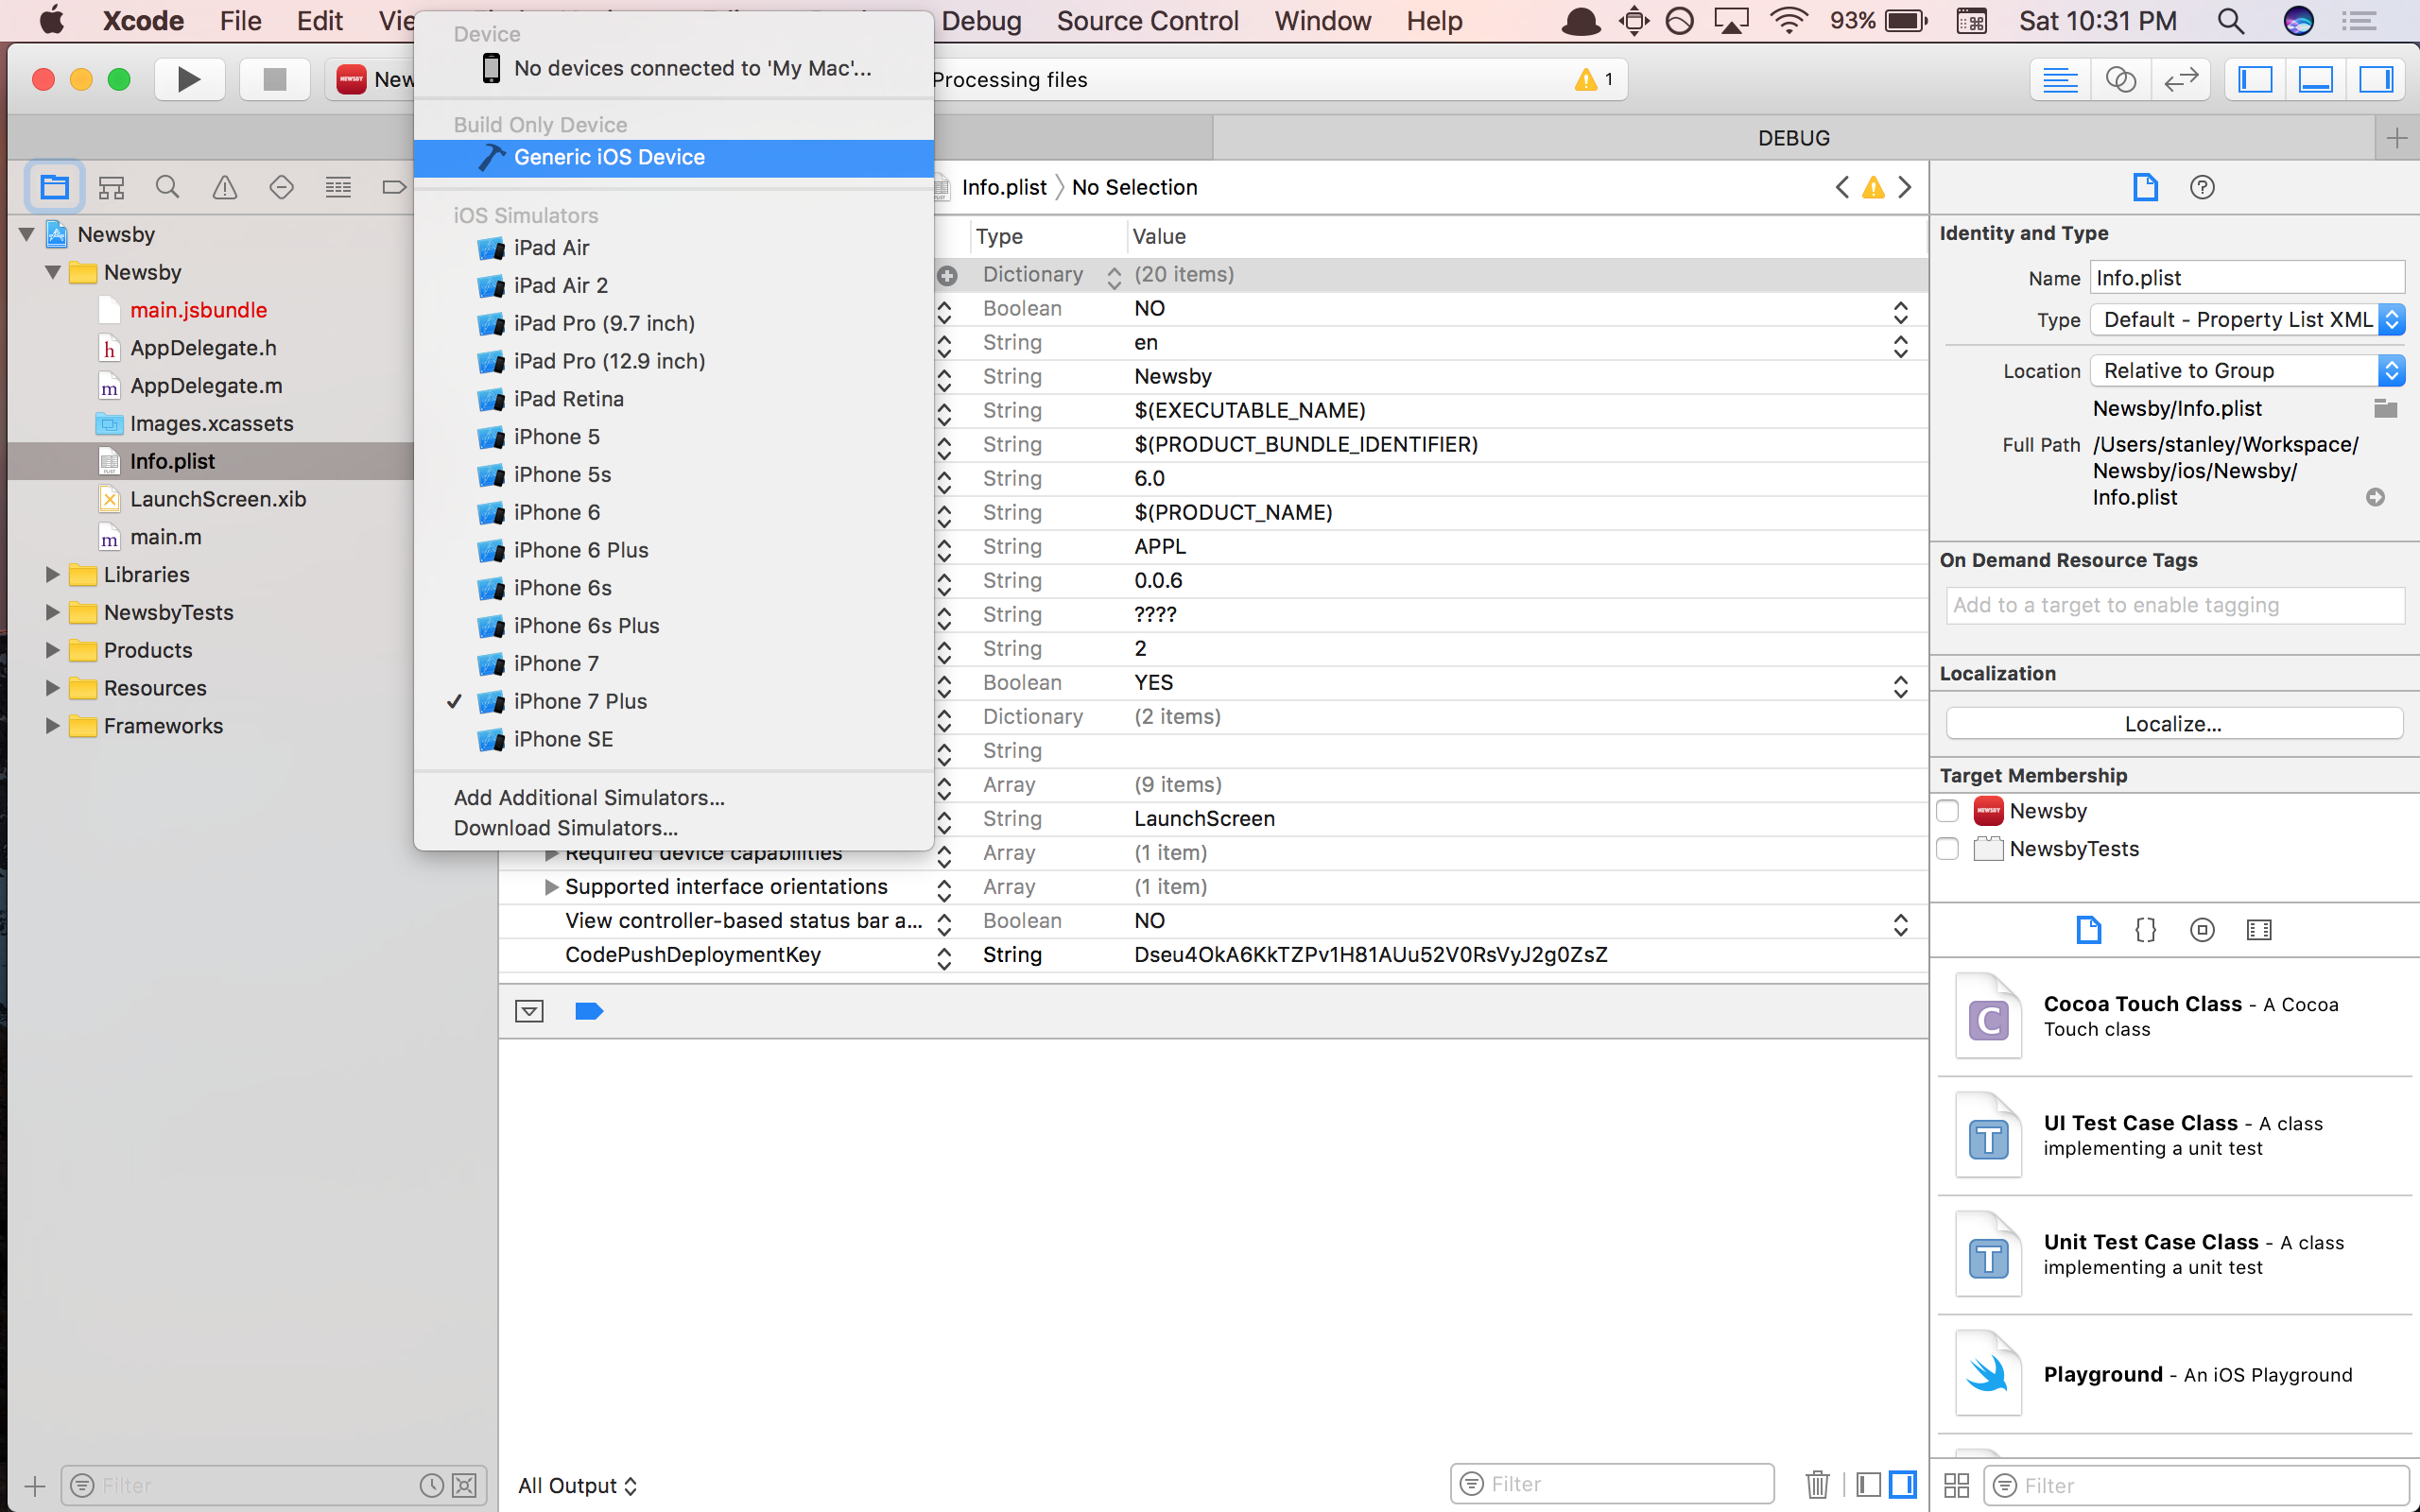 Xcode File Edit Debug Source Control Window Help 93% Sat 10:31 PM
Device
No devices connected to 'My Mac'...
Processing files 1
Build Only Device
Generic iOS Device
DEBUG
iOS Simulators
iPad Air
iPad Air 2
iPad Pro (9.7 inch)
iPad Pro (12.9 inch)
iPad Retina
iPhone 5
iPhone 5s
iPhone 6
iPhone 6 Plus
iPhone 6s
iPhone 6s Plus
iPhone 7
iPhone 7 Plus
iPhone SE
Add Additional Simulators...
Download Simulators...
Newsby
Newsby
main.jsbundle
AppDelegate.h
AppDelegate.m
Images.xcassets
Info.plist
LaunchScreen.xib
main.m
Libraries
NewsbyTests
Products
Resources
Frameworks
Filter
Info.plist No Selection
Type Value
Dictionary (20 items)
Boolean NO
String en
String Newsby
String $(EXECUTABLE_NAME)
String $(PRODUCT_BUNDLE_IDENTIFIER)
String 6.0
String $(PRODUCT_NAME)
String APPL
String 0.0.6
String ????
String 2
Boolean YES
Dictionary (2 items)
String
Array (9 items)
String LaunchScreen
Required device capabilities Array (1 item)
Supported interface orientations Array (1 item)
View controller-based status bar a... Boolean NO
CodePushDeploymentKey String Dseu4OkA6KkTZPv1H81AUu52V0RsVyJ2g0ZsZ
All Output Filter
Identity and Type
Name Info.plist
Type Default - Property List XML
Location Relative to Group
Newsby/Info.plist
Full Path /Users/stanley/Workspace/
Newsby/ios/Newsby/
Info.plist
On Demand Resource Tags
Add to a target to enable tagging
Localization
Localize...
Target Membership
Newsby
NewsbyTests
Cocoa Touch Class - A Cocoa
Touch class
UI Test Case Class - A class
implementing a unit test
Unit Test Case Class - A class
implementing a unit test
Playground - An iOS Playground
Filter